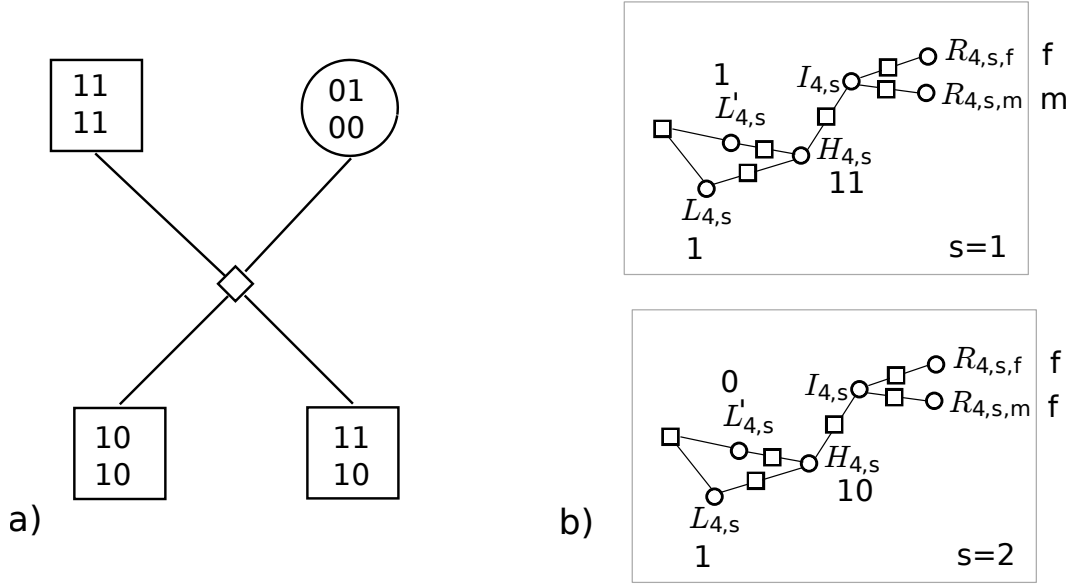 11
11
01
00
10
10
11
10
a)
R4,s,f f
I4,s
R4,s,m m
1
L'4,s
H4,s
11
L4,s
1
s=1
R4,s,f f
I4,s
R4,s,m f
0
L'4,s
H4,s
10
L4,s
1
s=2
b)